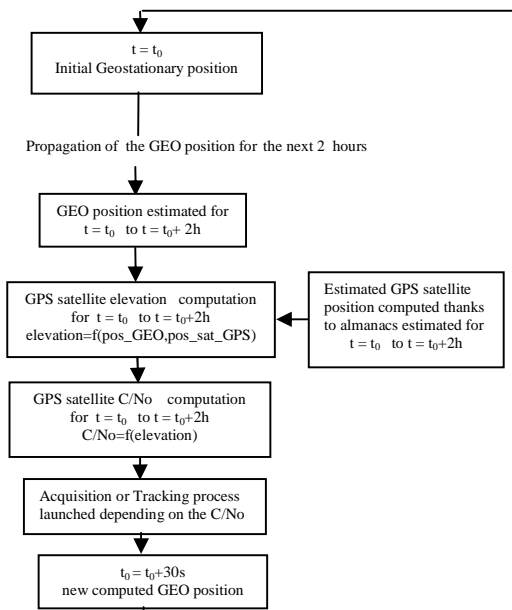 t = t₀
Initial Geostationary position
Propagation of the GEO position for the next 2 hours
GEO position estimated for
t = t₀ to t = t₀+ 2h
GPS satellite elevation computation
for t = t₀ to t = t₀+2h
elevation=f(pos_GEO,pos_sat_GPS)
Estimated GPS satellite
position computed thanks
to almanacs estimated for
t = t₀ to t = t₀+2h
GPS satellite C/No computation
for t = t₀ to t = t₀+2h
C/No=f(elevation)
Acquisition or Tracking process
launched depending on the C/No
t₀ = t₀+30s
new computed GEO position